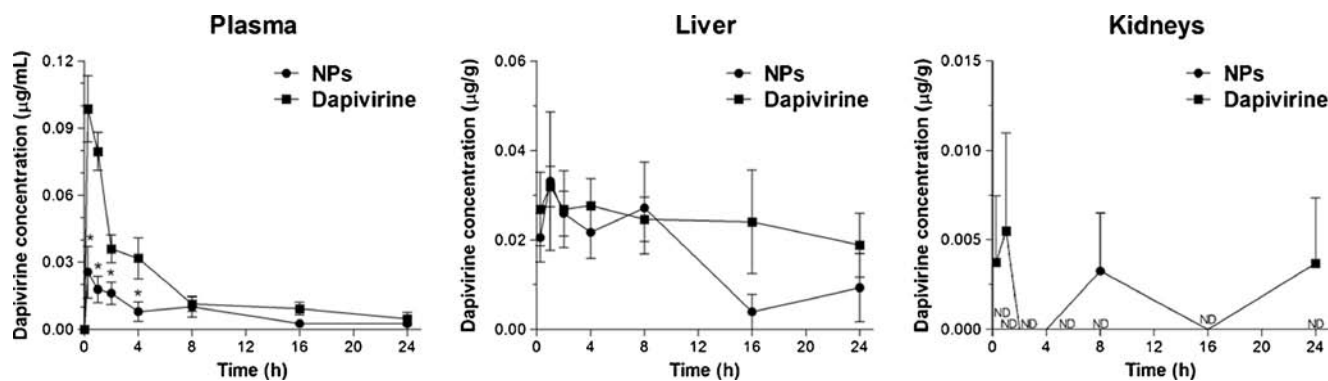 Plasma
Dapivirine concentration (μg/mL)
0.12
0.09
0.06
0.03
0.00
NPs
Dapivirine
*
*
*
*
0 4 8 12 16 20 24
Time (h)
Liver
Dapivirine concentration (μg/g)
0.06
0.04
0.02
0.00
NPs
Dapivirine
0 4 8 12 16 20 24
Time (h)
Kidneys
Dapivirine concentration (μg/g)
0.015
0.010
0.005
0.000
NPs
Dapivirine
ND
ND
ND
ND
ND
ND
ND
0 4 8 12 16 20 24
Time (h)